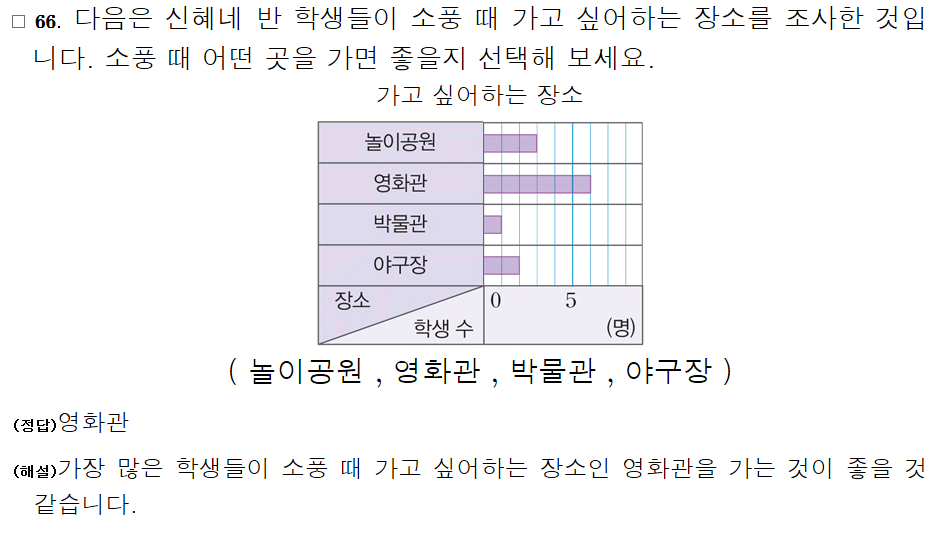 □ 66. 다음은 신혜네 반 학생들이 소풍 때 가고 싶어하는 장소를 조사한 것입
니다. 소풍 때 어떤 곳을 가면 좋을지 선택해 보세요.
가고 싶어하는 장소
놀이공원
영화관
박물관
야구장
장소
학생 수
0 5
(명)
( 놀이공원 , 영화관 , 박물관 , 야구장 )
(정답)영화관
(해설)가장 많은 학생들이 소풍 때 가고 싶어하는 장소인 영화관을 가는 것이 좋을 것
같습니다.